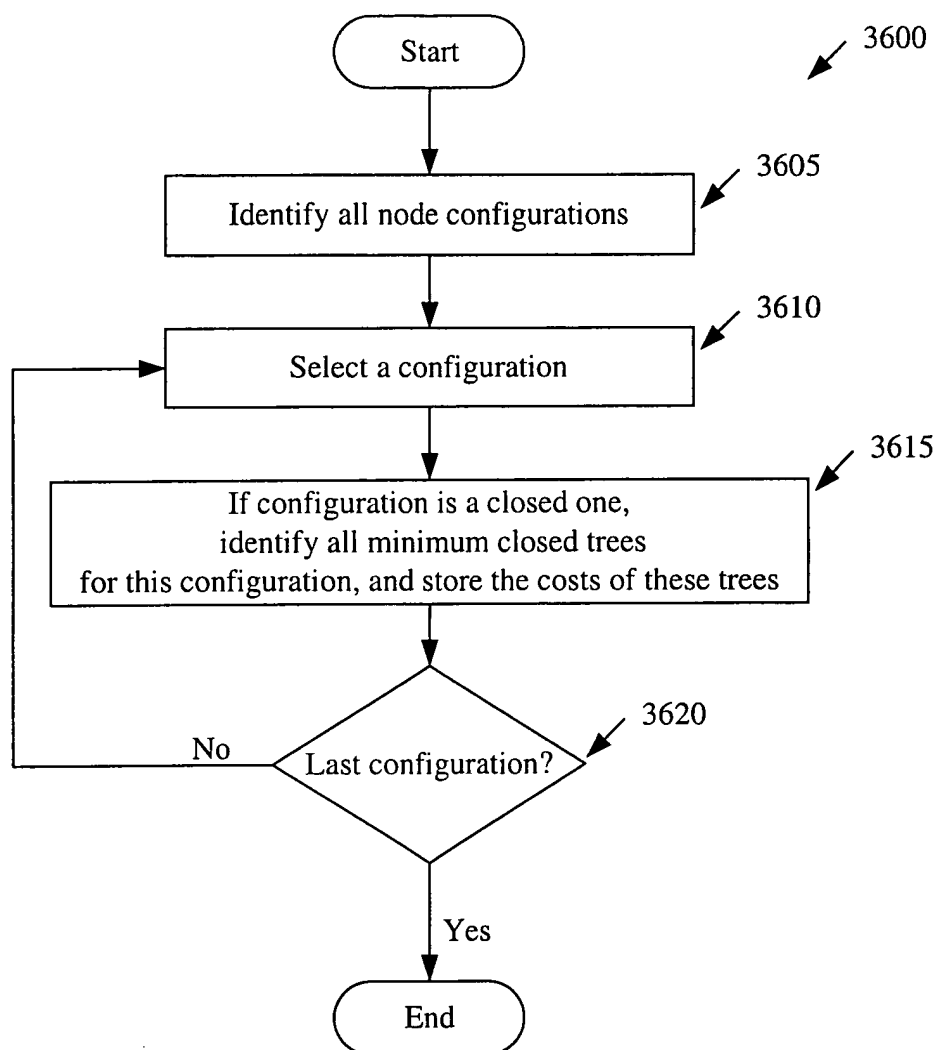 Start
3600
3605
Identify all node configurations
3610
Select a configuration
3615
If configuration is a closed one,
identify all minimum closed trees
for this configuration, and store the costs of these trees
3620
No
Last configuration?
Yes
End